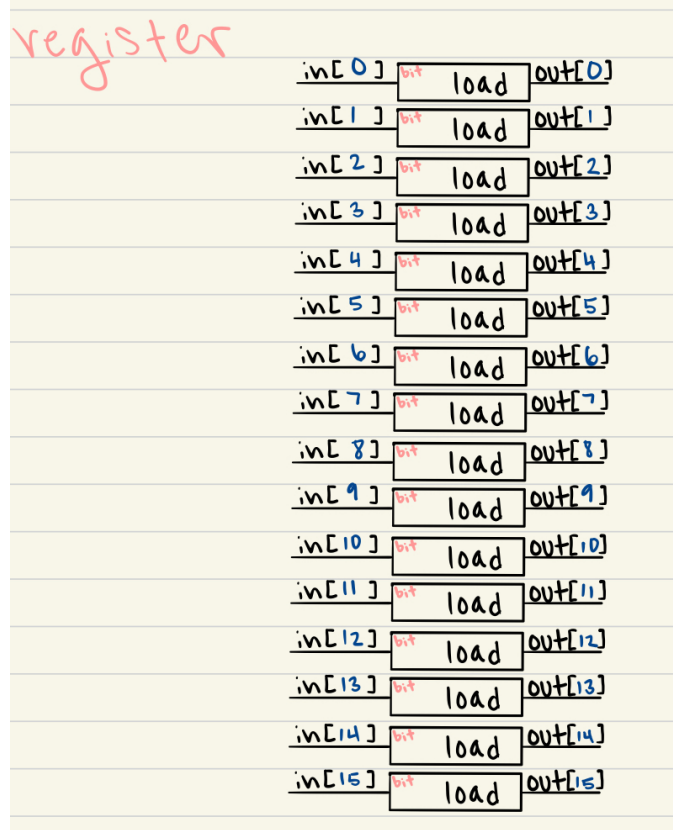 register
in[0] bit load out[0]
in[1] bit load out[1]
in[2] bit load out[2]
in[3] bit load out[3]
in[4] bit load out[4]
in[5] bit load out[5]
in[6] bit load out[6]
in[7] bit load out[7]
in[8] bit load out[8]
in[9] bit load out[9]
in[10] bit load out[10]
in[11] bit load out[11]
in[12] bit load out[12]
in[13] bit load out[13]
in[14] bit load out[14]
in[15] bit load out[15]